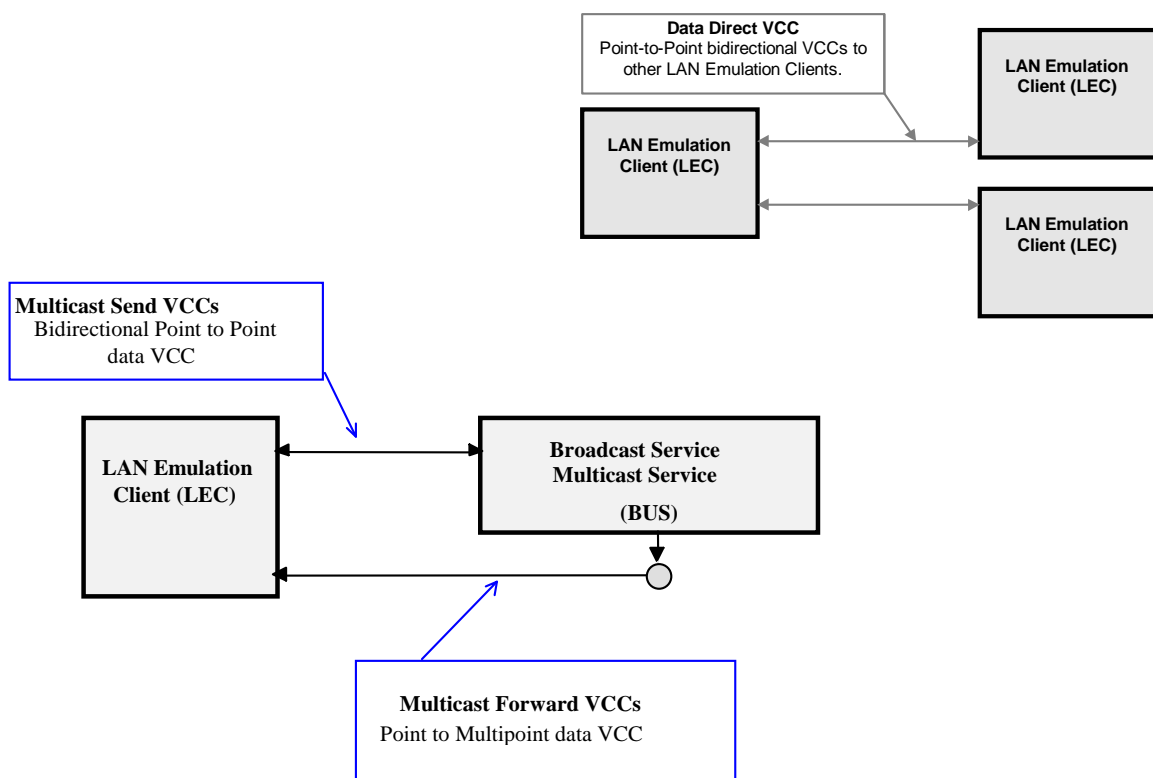 Data Direct VCC
Point-to-Point bidirectional VCCs to
other LAN Emulation Clients.
LAN Emulation
Client (LEC)
LAN Emulation
Client (LEC)
LAN Emulation
Client (LEC)
Multicast Send VCCs
Bidirectional Point to Point
data VCC
LAN Emulation
Client (LEC)
Broadcast Service
Multicast Service
(BUS)
Multicast Forward VCCs
Point to Multipoint data VCC